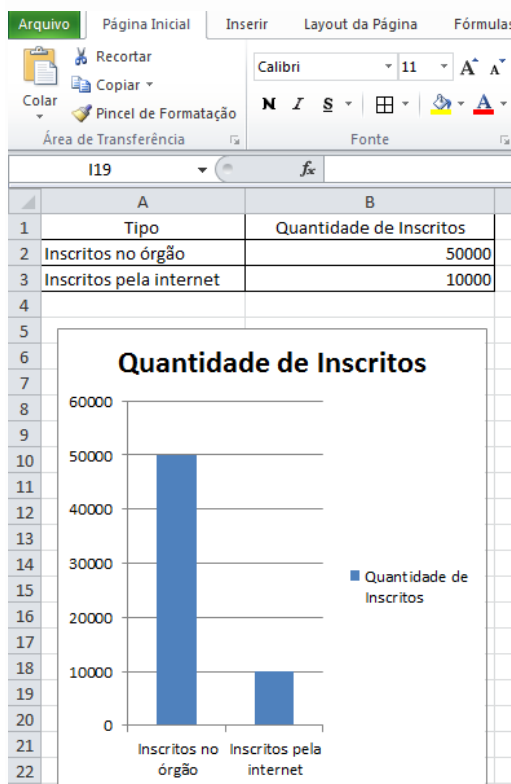 Arquivo Página Inicial Inserir Layout da Página Fórmulas
Recortar
Copiar
Pincel de Formatação
Colar
Área de Transferência
Calibri 11 A A
N I S A
Fonte
I19 fx
A B
1 Tipo Quantidade de Inscritos
2 Inscritos no órgão 50000
3 Inscritos pela internet 10000
4
5
6
7
8
9
10
11
12
13
14
15
16
17
18
19
20
21
22
Quantidade de Inscritos
60000
50000
40000
30000
20000
10000
0
Inscritos no
órgão
Inscritos pela
internet
Quantidade de
Inscritos